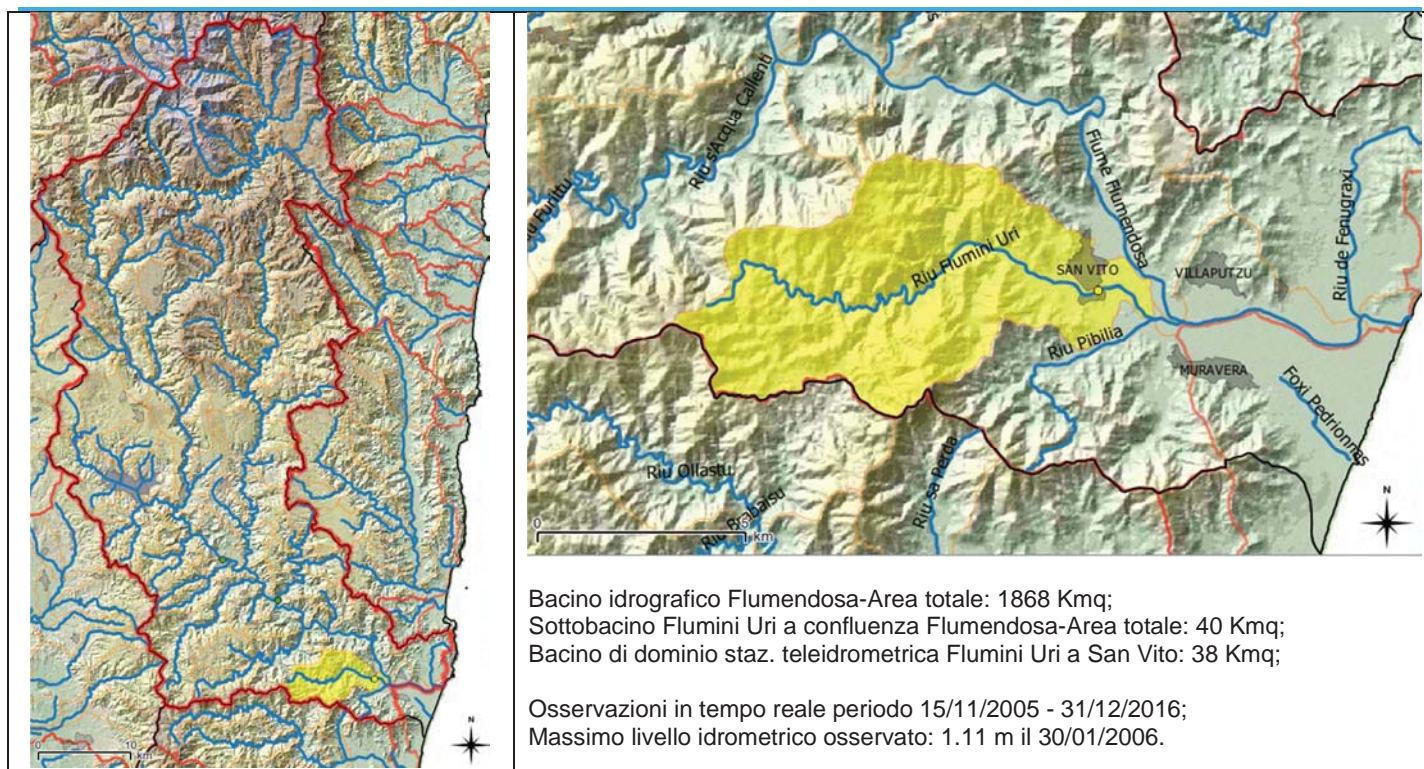 N
0
10
km
Riu s'Acqua Callenti
Fiume Flumendosa
Riu Flumini Uri
SAN VITO
VILLAPUTZU
Riu de Fenugraxi
Riu Pibilia
MURAVERA
Foxi Pedrionnas
Riu Ollastu
Riu Brabaisu
Riu sa Perda
0
5
km
N
Bacino idrografico Flumendosa-Area totale: 1868 Kmq;
Sottobacino Flumini Uri a confluenza Flumendosa-Area totale: 40 Kmq;
Bacino di dominio staz. teleidrometrica Flumini Uri a San Vito: 38 Kmq;
Osservazioni in tempo reale periodo 15/11/2005 - 31/12/2016;
Massimo livello idrometrico osservato: 1.11 m il 30/01/2006.